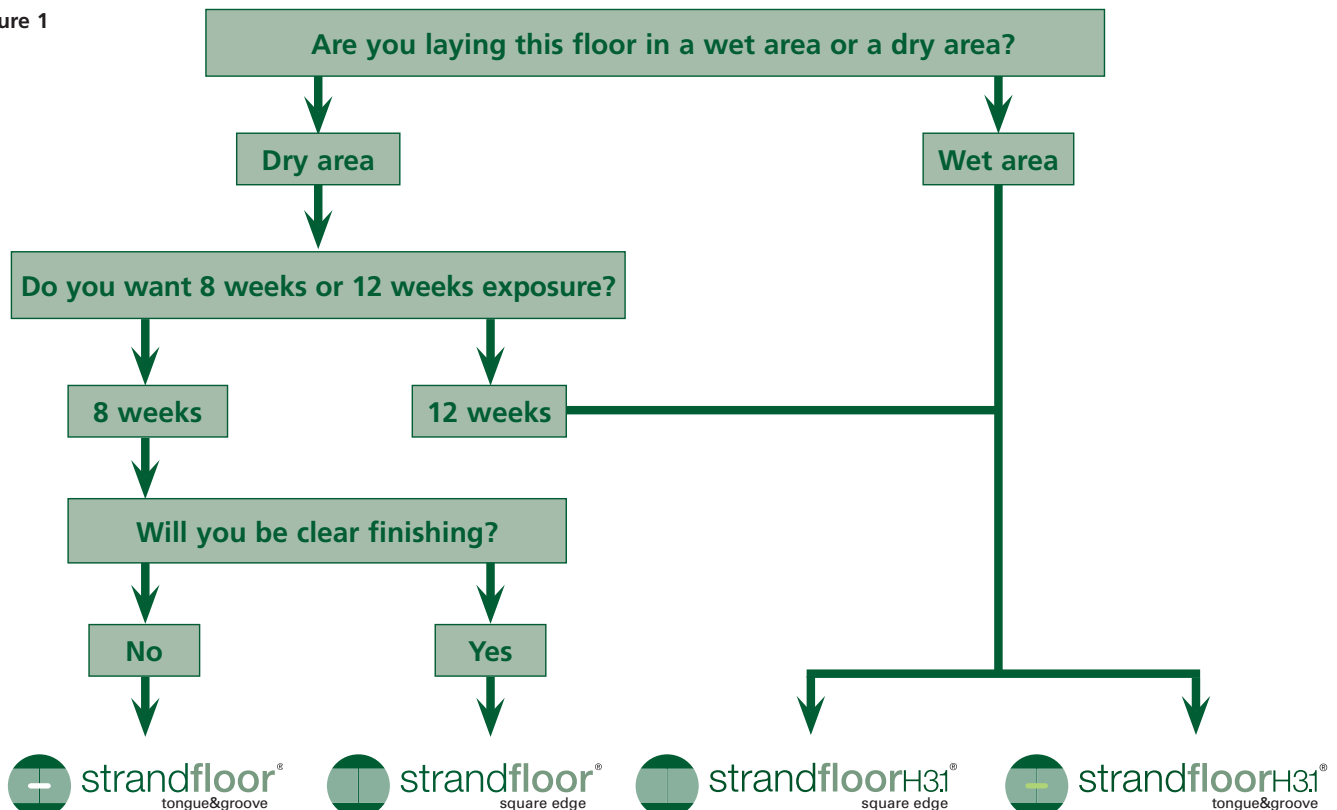 ure 1
Are you laying this floor in a wet area or a dry area?
Dry area
Wet area
Do you want 8 weeks or 12 weeks exposure?
8 weeks
12 weeks
Will you be clear finishing?
No
Yes
strandfloor®
tongue&groove
strandfloor®
square edge
strandfloorH3.1®
square edge
strandfloorH3.1®
tongue&groove